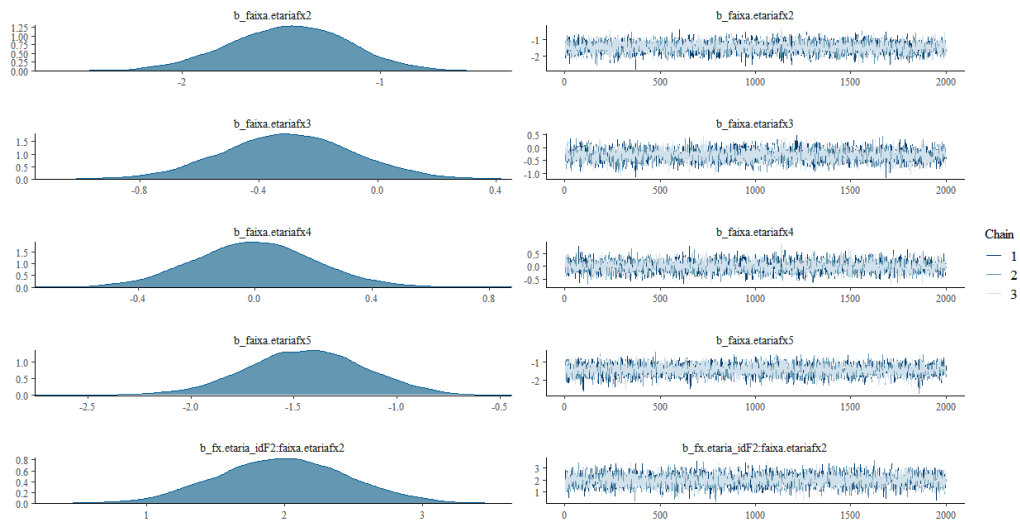 b_faixa.etariafx2
1.25
1.00
0.75
0.50
0.25
0.00
-2 -1
b_faixa.etariafx2
-1
-2
0 500 1000 1500 2000
b_faixa.etariafx3
1.5
1.0
0.5
0.0
-0.8 -0.4 0.0 0.4
b_faixa.etariafx3
0.5
0.0
-0.5
-1.0
0 500 1000 1500 2000
b_faixa.etariafx4
1.5
1.0
0.5
0.0
-0.4 0.0 0.4 0.8
b_faixa.etariafx4
0.5
0.0
-0.5
0 500 1000 1500 2000
Chain
1
2
3
b_faixa.etariafx5
1.0
0.5
0.0
-2.5 -2.0 -1.5 -1.0 -0.5
b_faixa.etariafx5
-1
-2
0 500 1000 1500 2000
b_fx.etaria_idF2:faixa.etariafx2
0.8
0.6
0.4
0.2
0.0
1 2 3
b_fx.etaria_idF2:faixa.etariafx2
3
2
1
0 500 1000 1500 2000